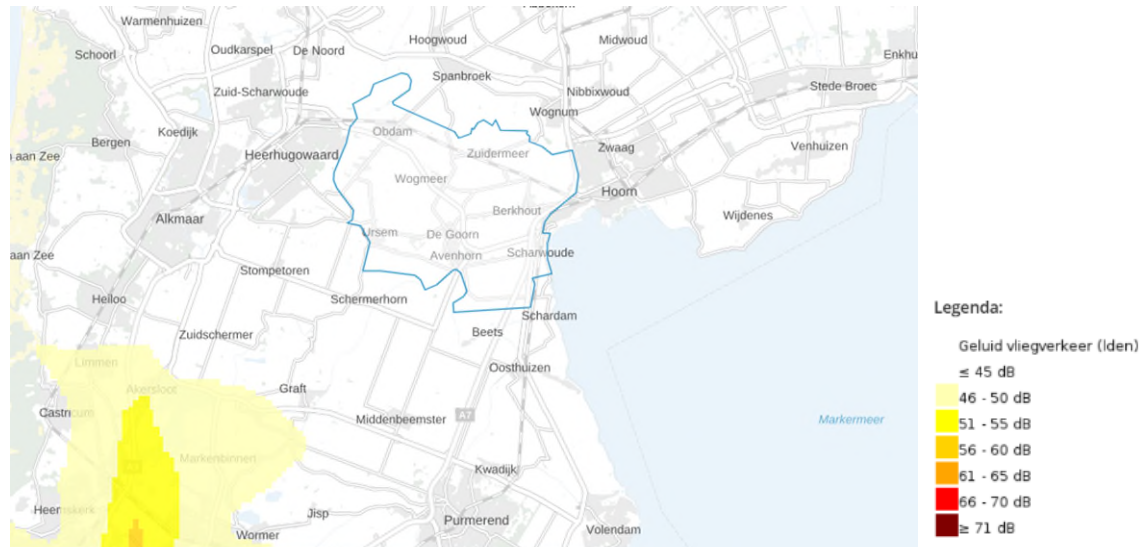 Warmenhuizen
Schoorl
Oudkarspel
De Noord
Hoogwoud
Midwoud
Enkhu
Spanbroek
Stede Broec
Zuid-Scharwoude
Nibbixwoud
Wognum
Koedijk
Obdam
Bergen
Zwaag
Venhuizen
n aan Zee
Heerhugowaard
Zuidermeer
Wogmeer
Hoorn
Alkmaar
Berkhout
Wijdenes
Ursem
De Goorn
aan Zee
Avenhorn
Scharwoude
Stompetoren
Heiloo
Schermerhorn
Schardam
Zuidschermer
Beets
Limmen
Oosthuizen
Akersloot
Graft
Castricum
Middenbeemster
A7
Markermeer
Markenbinnen
Kwadijk
Heemskerk
Jisp
Purmerend
Wormer
Volendam
Legenda:
Geluid vliegverkeer (lden)
≤ 45 dB
46 - 50 dB
51 - 55 dB
56 - 60 dB
61 - 65 dB
66 - 70 dB
≥ 71 dB